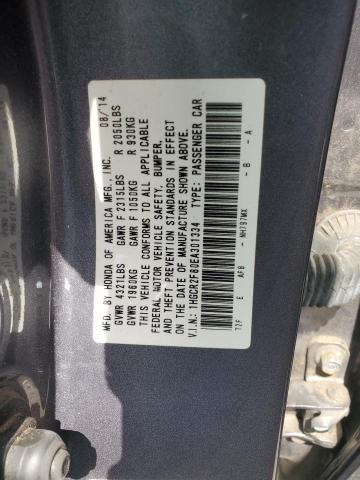 MFD. BY HONDA OF AMERICA MFG., INC. 08/14
GVWR 4321LBS GAWR F 2315LBS R 2050LBS
GVWR 1960KG GAWR F 1050KG R 930KG
THIS VEHICLE CONFORMS TO ALL APPLICABLE
FEDERAL MOTOR VEHICLE SAFETY, BUMPER,
AND THEFT PREVENTION STANDARDS IN EFFECT
ON THE DATE OF MANUFACTURE SHOWN ABOVE.
V.I.N.: 1HGCR2F80EA301334 TYPE: PASSENGER CAR
T2F E AFB - NH797MX - B - A